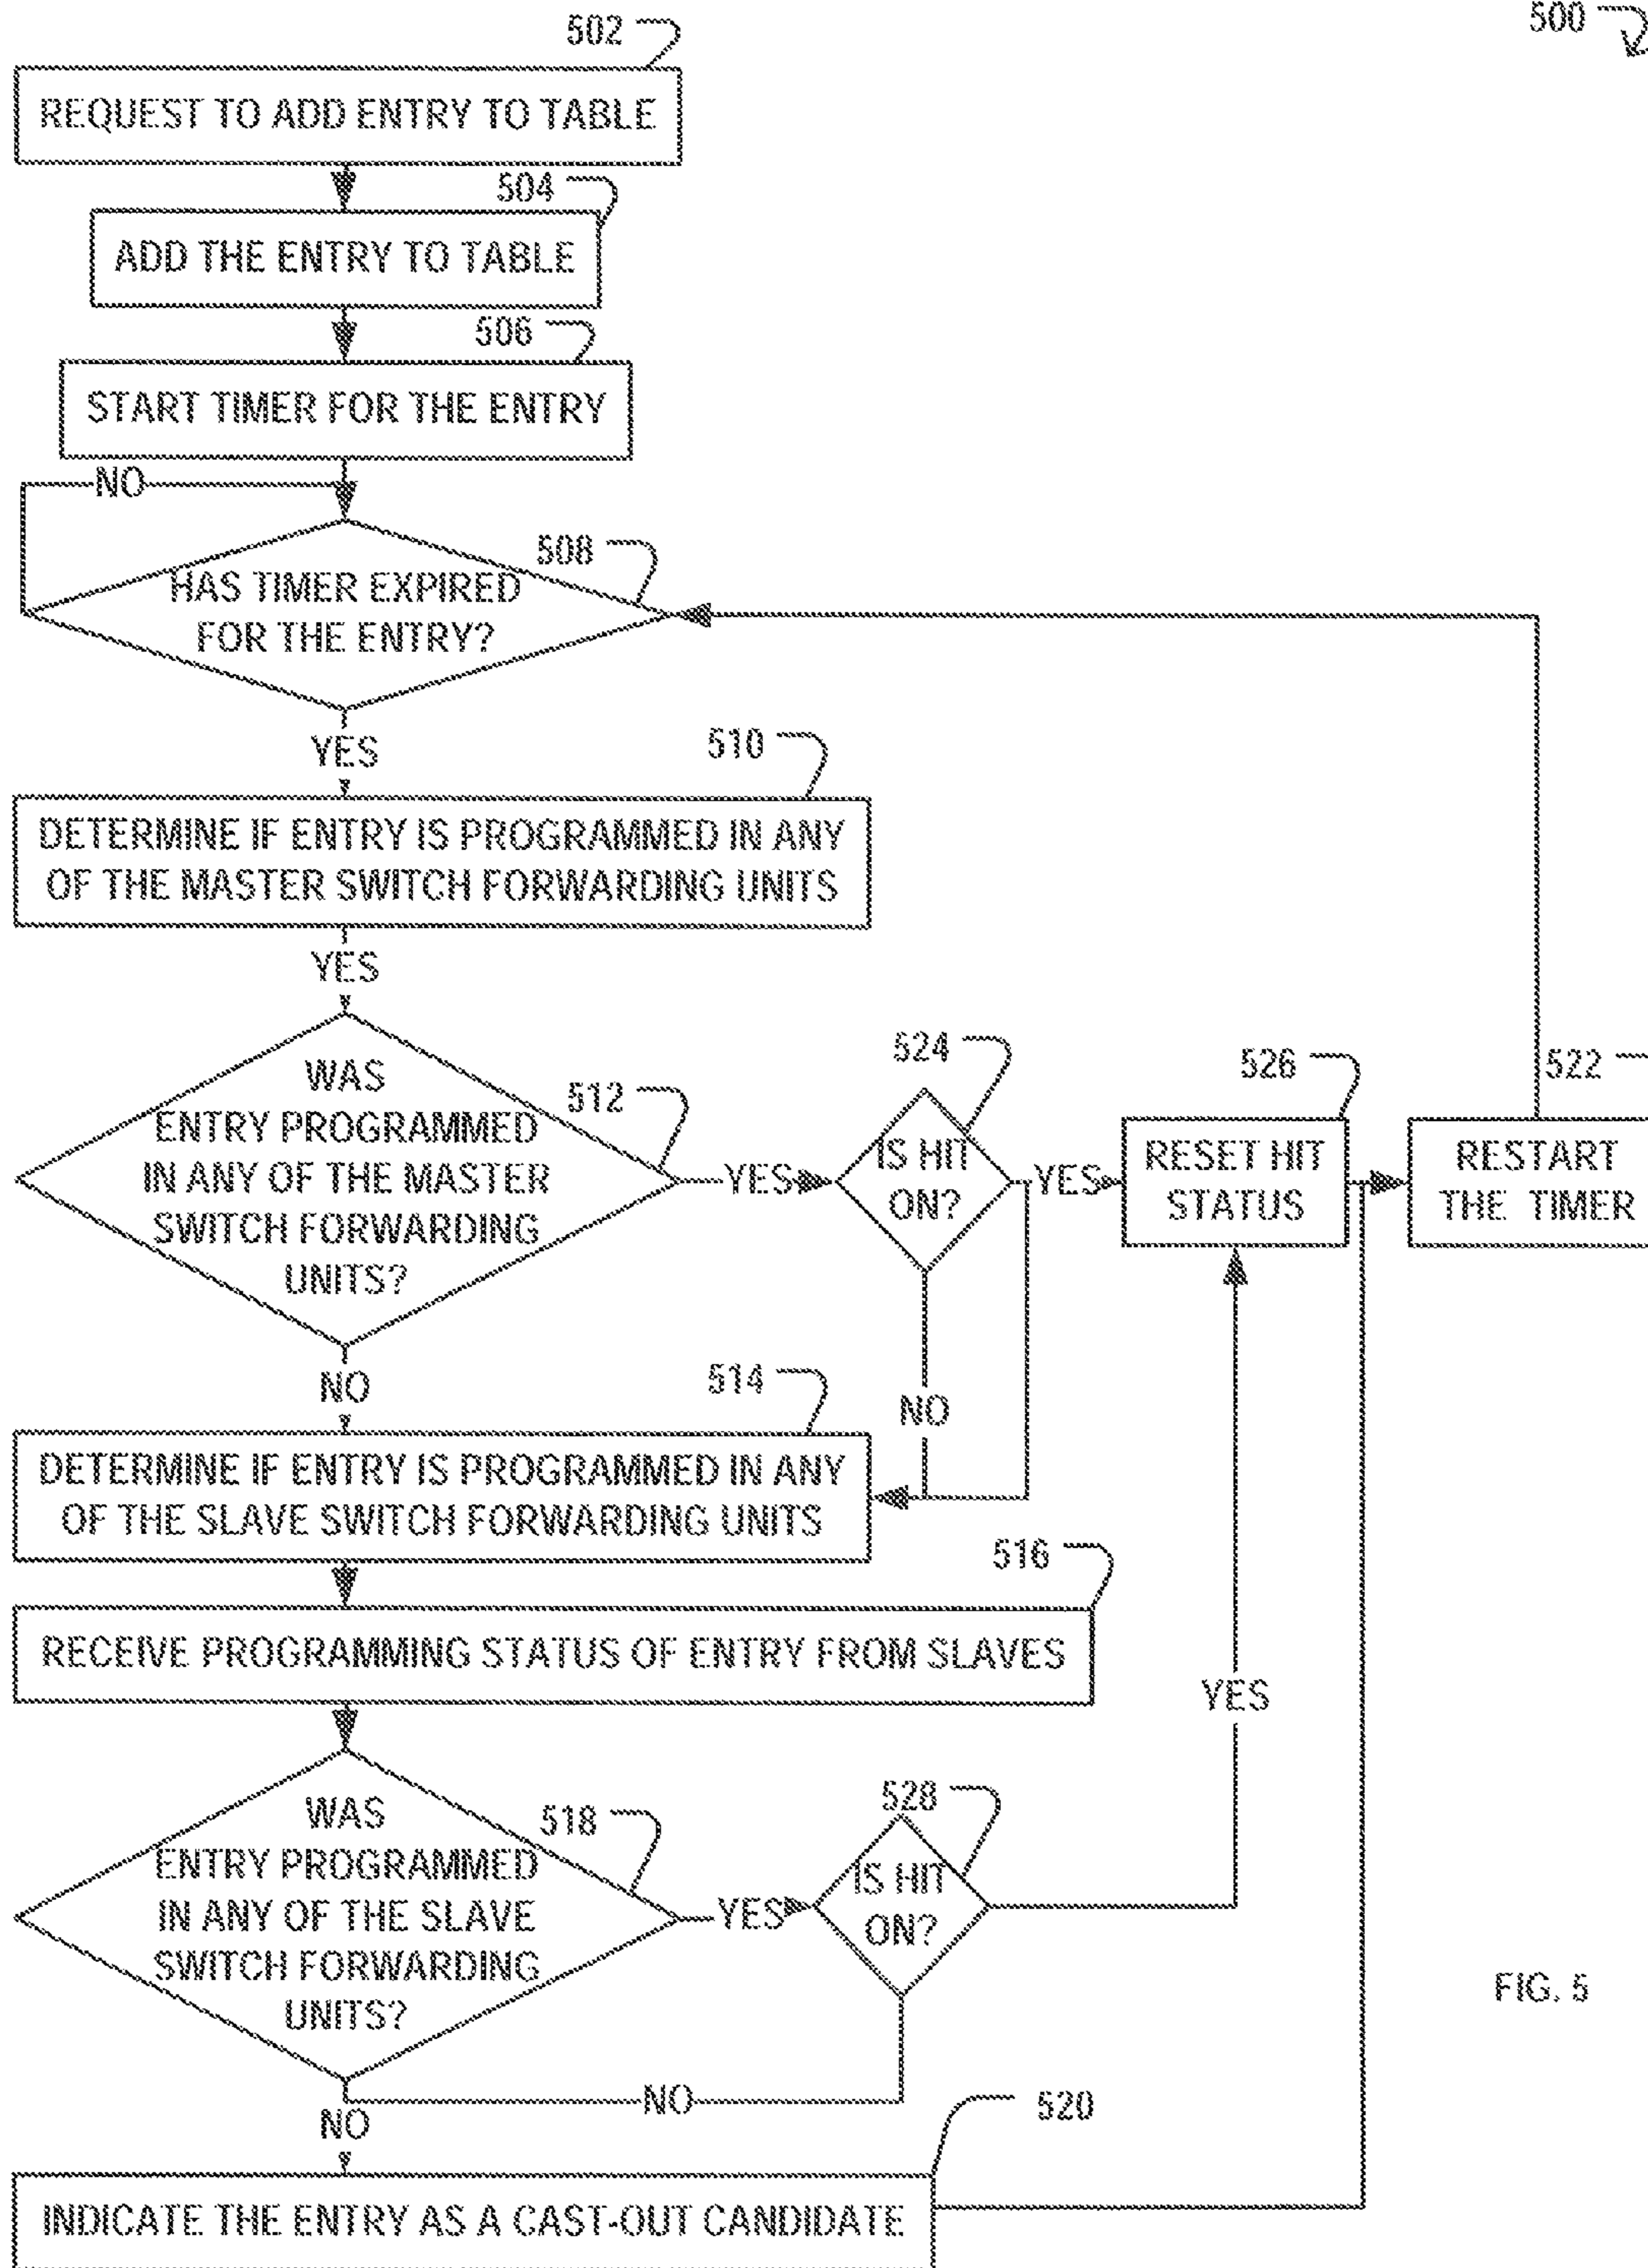 500
502
REQUEST TO ADD ENTRY TO TABLE
504
ADD THE ENTRY TO TABLE
506
START TIMER FOR THE ENTRY
NO
508
HAS TIMER EXPIRED
FOR THE ENTRY?
YES
510
DETERMINE IF ENTRY IS PROGRAMMED IN ANY
OF THE MASTER SWITCH FORWARDING UNITS
YES
512
WAS
ENTRY PROGRAMMED
IN ANY OF THE MASTER
SWITCH FORWARDING
UNITS?
YES
524
IS HIT
ON?
YES
526
RESET HIT
STATUS
522
RESTART
THE TIMER
NO
NO
514
DETERMINE IF ENTRY IS PROGRAMMED IN ANY
OF THE SLAVE SWITCH FORWARDING UNITS
516
RECEIVE PROGRAMMING STATUS OF ENTRY FROM SLAVES
YES
518
WAS
ENTRY PROGRAMMED
IN ANY OF THE SLAVE
SWITCH FORWARDING
UNITS?
YES
528
IS HIT
ON?
FIG. 5
NO
NO
520
INDICATE THE ENTRY AS A CAST-OUT CANDIDATE